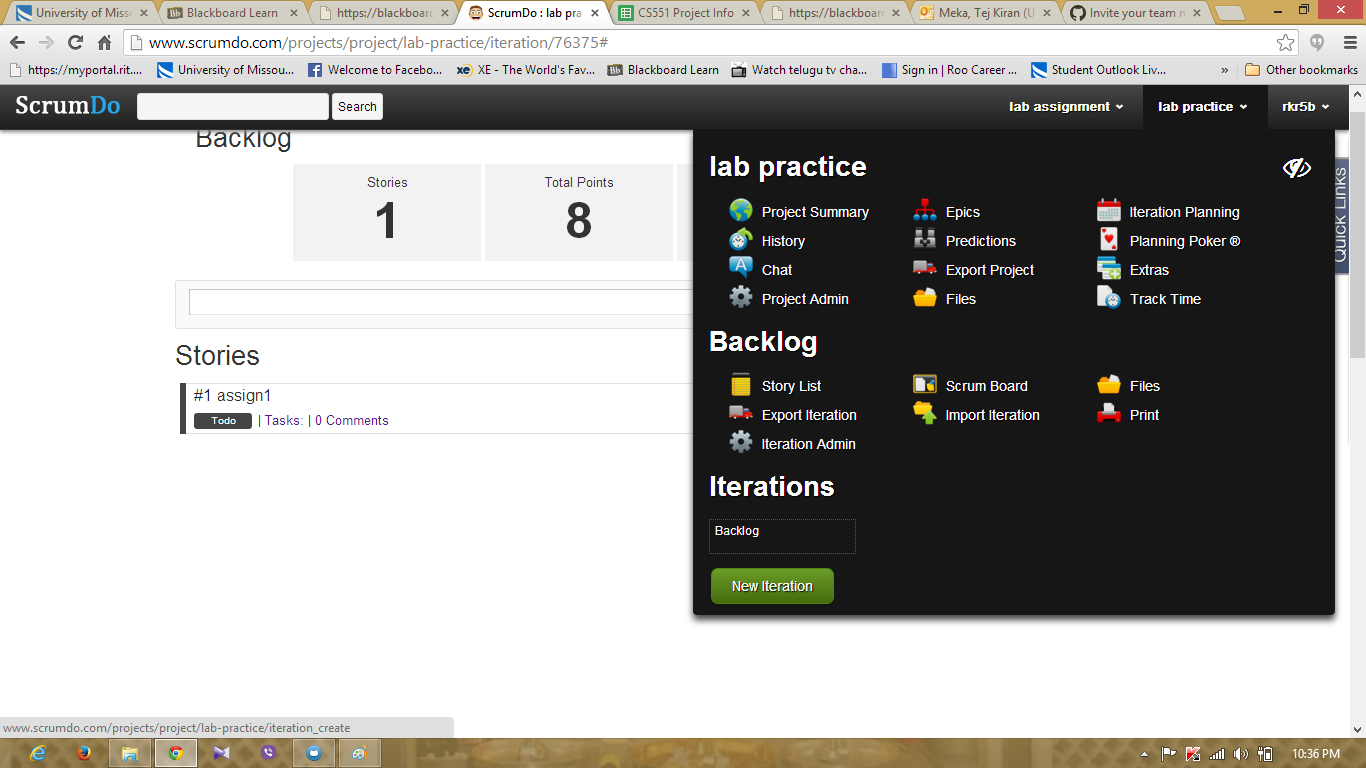 University of Misso
Blackboard Learn
https://blackboard
ScrumDo : lab pra
CS551 Project Info
https://blackboard
Meka, Tej Kiran (U
Invite your team n
www.scrumdo.com/projects/project/lab-practice/iteration/76375#
https://myportal.rit....
University of Missou...
Welcome to Facebo...
XE - The World's Fav...
Bb Blackboard Learn
Watch telugu tv cha...
Sign in | Roo Career ...
Student Outlook Liv...
»
Other bookmarks
ScrumDo
Search
lab assignment
lab practice
rkr5b
Backlog
Stories
1
Total Points
8
Stories
#1 assign1
Todo | Tasks: | 0 Comments
lab practice
Project Summary
Epics
Iteration Planning
History
Predictions
Planning Poker ®
Chat
Export Project
Extras
Project Admin
Files
Track Time
Backlog
Story List
Scrum Board
Files
Export Iteration
Import Iteration
Print
Iteration Admin
Iterations
Backlog
New Iteration
Quick Links
www.scrumdo.com/projects/project/lab-practice/iteration_create
10:36 PM